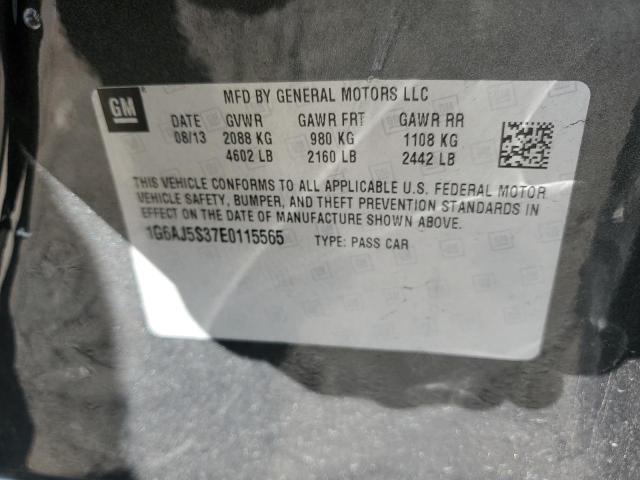 GM
MFD BY GENERAL MOTORS LLC
DATE GVWR GAWR FRT GAWR RR
08/13 2088 KG 980 KG 1108 KG
4602 LB 2160 LB 2442 LB
THIS VEHICLE CONFORMS TO ALL APPLICABLE U.S. FEDERAL MOTOR
VEHICLE SAFETY, BUMPER, AND THEFT PREVENTION STANDARDS IN
EFFECT ON THE DATE OF MANUFACTURE SHOWN ABOVE.
1G6AJ5S37E0115565 TYPE: PASS CAR